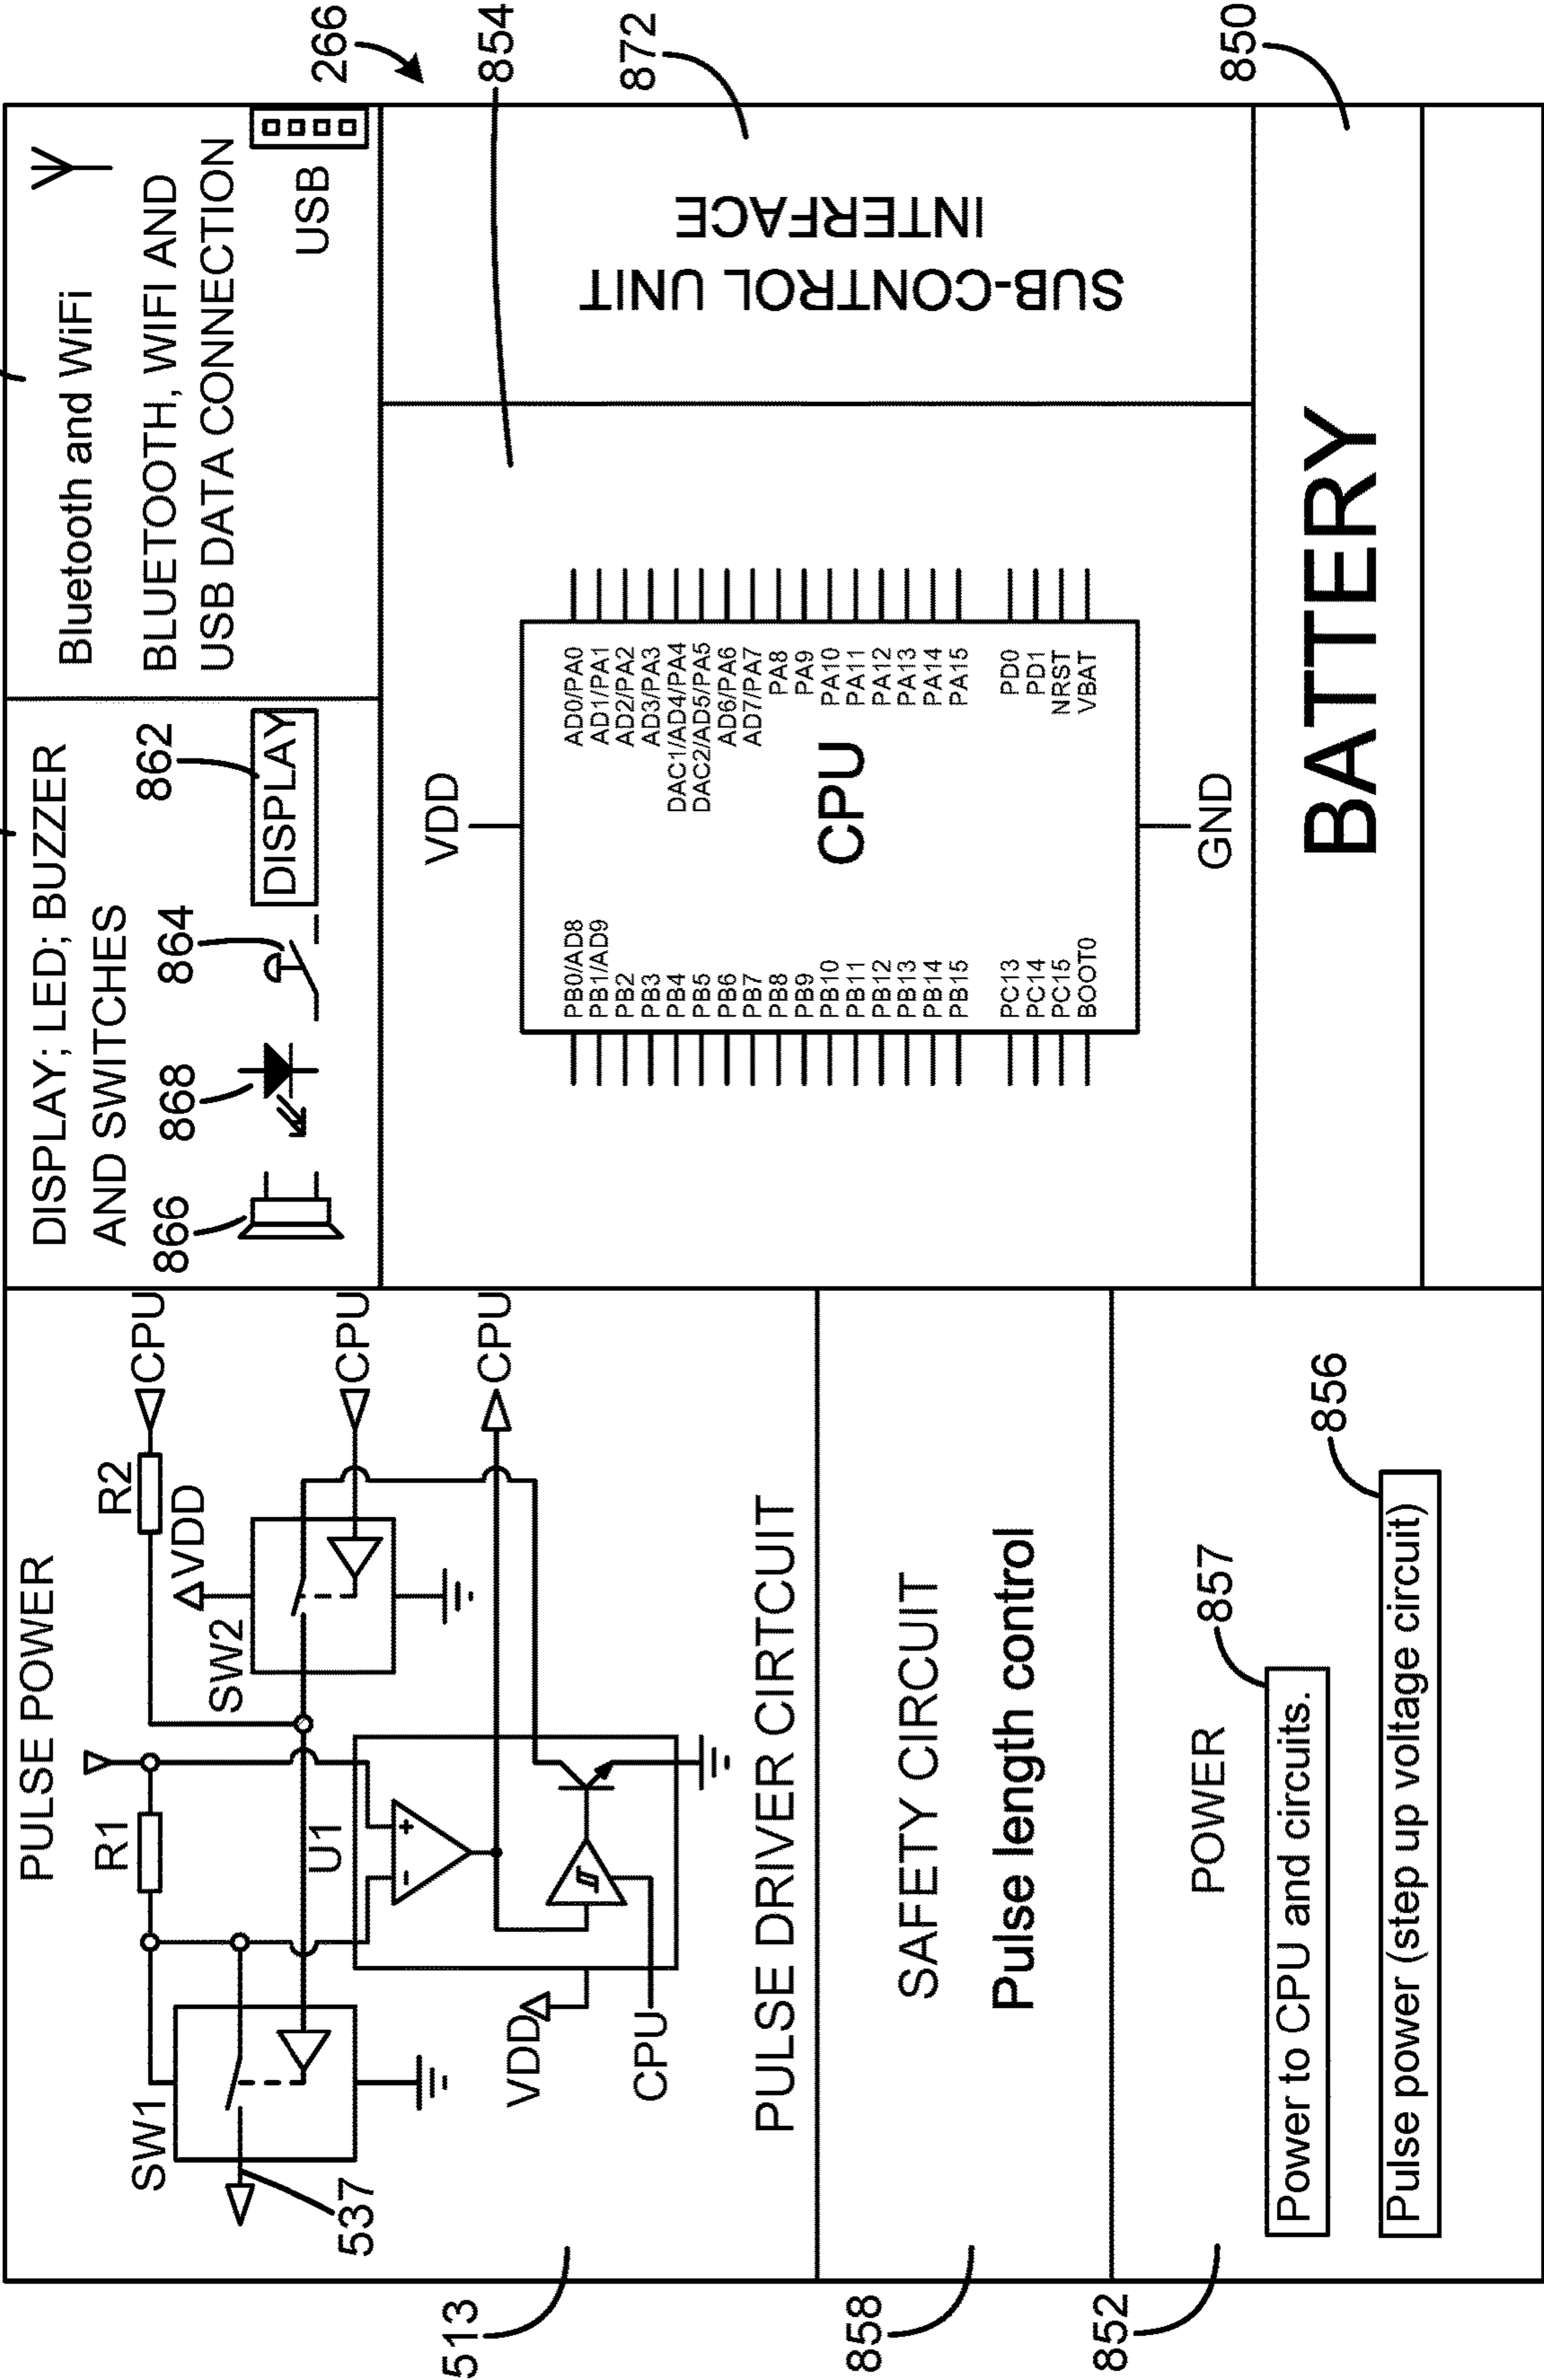 PULSE POWER
R1
R2
CPU
VDD
SW2
CPU
CPU
SW1
U1
+
-
537
VDD
CPU
PULSE DRIVER CIRTCUIT
513
SAFETY CIRCUIT
Pulse length control
858
POWER
857
Power to CPU and circuits.
856
Pulse power (step up voltage circuit)
852
DISPLAY; LED; BUZZER
AND SWITCHES
866
868
864
862
DISPLAY
Bluetooth and WiFi
BLUETOOTH, WIFI AND
USB DATA CONNECTION
USB
266
854
872
VDD
PB0/AD8
PB1/AD9
PB2
PB3
PB4
PB5
PB6
PB7
PB8
PB9
PB10
PB11
PB12
PB13
PB14
PB15
PC13
PC14
PC15
BOOT0
CPU
AD0/PA0
AD1/PA1
AD2/PA2
AD3/PA3
DAC1/AD4/PA4
DAC2/AD5/PA5
AD6/PA6
AD7/PA7
PA8
PA9
PA10
PA11
PA12
PA13
PA14
PA15
PD0
PD1
NRST
VBAT
GND
SUB-CONTROL UNIT
INTERFACE
BATTERY
850